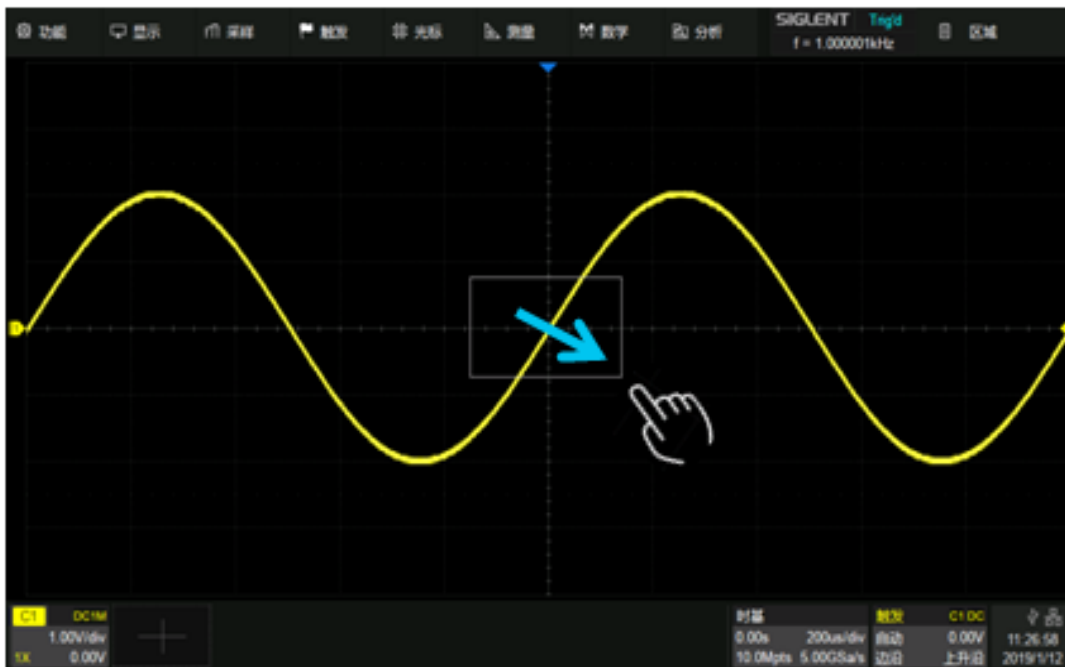 功能 显示 采样 触发 光标 测量 数学 分析 SIGLENT Trig'd 区域
f = 1.000001kHz
C1 DC1M
1.00V/div
1X 0.00V
时基
0.00s 200us/div
10.0Mpts 5.00GSa/s
触发 C1 DC
自动 0.00V
边沿 上升沿
11:26:58
2019/1/12